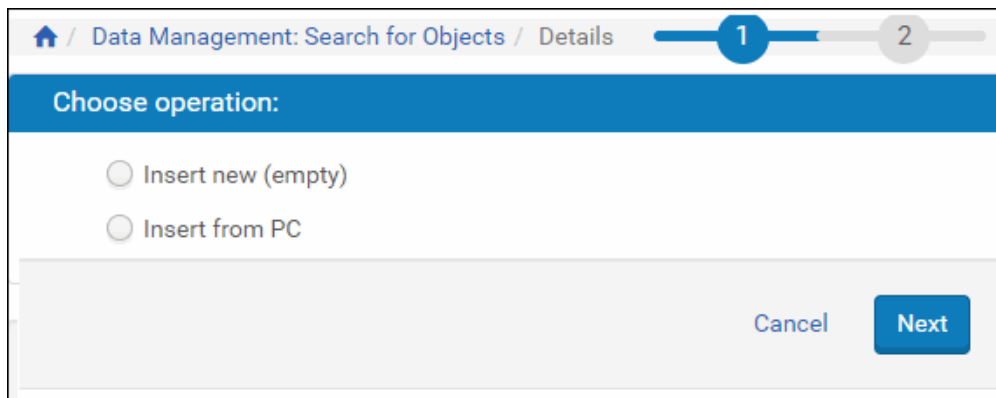 / Data Management: Search for Objects / Details 1 2
Choose operation:
Insert new (empty)
Insert from PC
Cancel Next